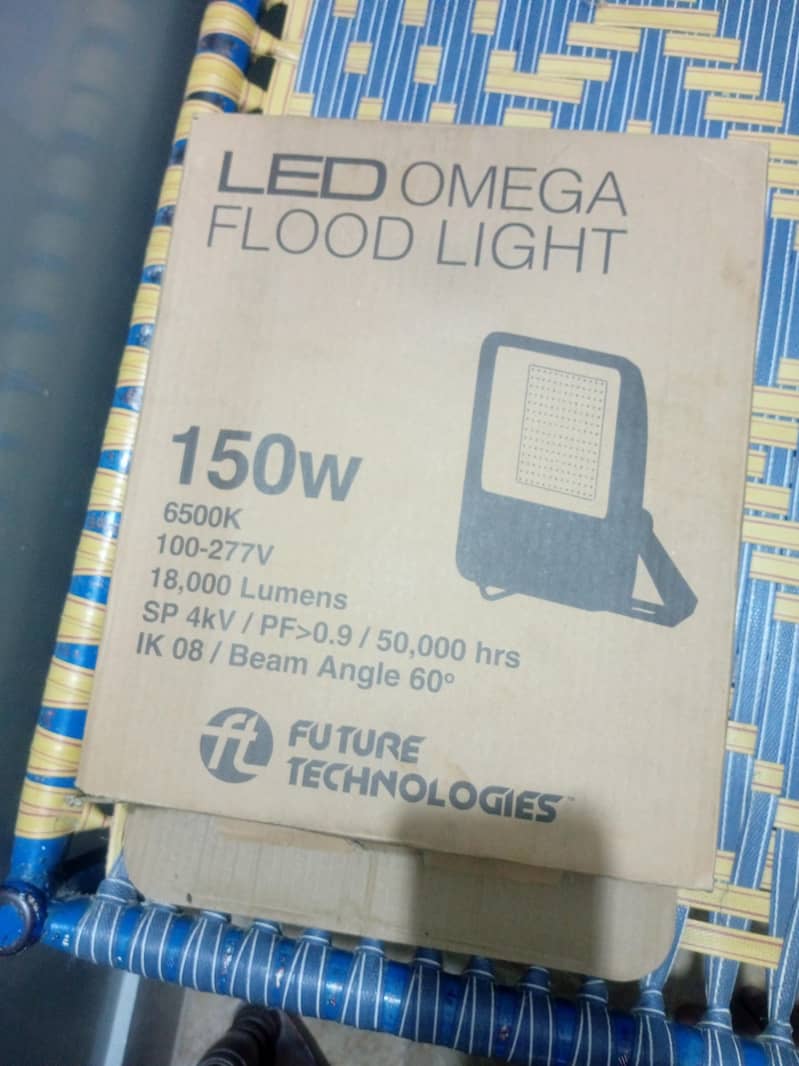 LED OMEGA
FLOOD LIGHT
150W
6500K
100-277V
18,000 Lumens
SP 4kV / PF>0.9 / 50,000 hrs
IK 08 / Beam Angle 60°
ft FUTURE
TECHNOLOGIES™